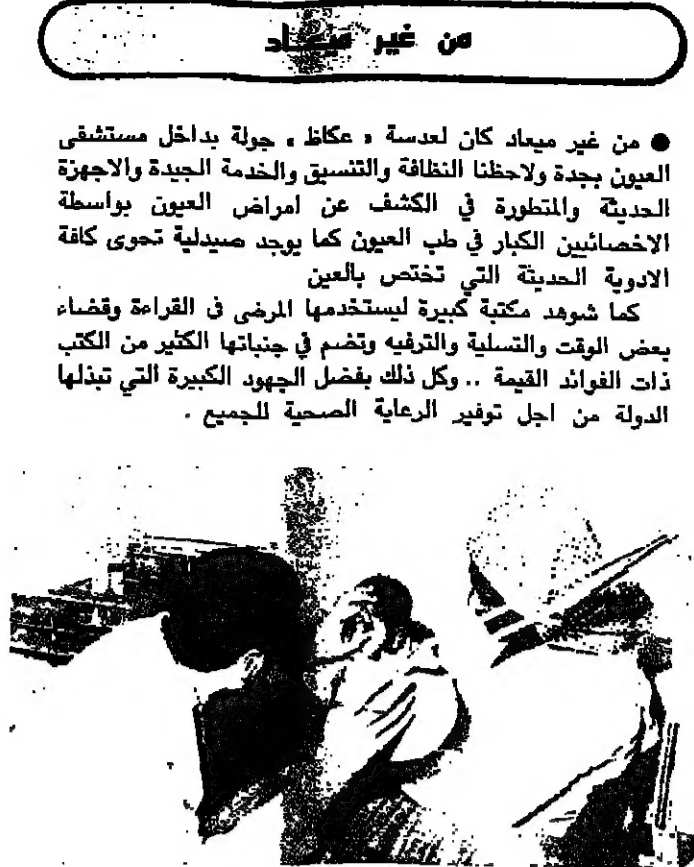 من غير ميعاد
● من غير ميعاد كان لعدسة « عكاظ » جولة بداخل مستشفى
العيون بجدة ولاحظنا النظافة والتنسيق والخدمة الجيدة والاجهزة
الحديثة والمتطورة في الكشف عن امراض العيون بواسطة
الاخصائيين الكبار في طب العيون كما يوجد صيدلية تحوى كافة
الادوية الحديثة التي تختص بالعين
كما شوهد مكتبة كبيرة ليستخدمها المرضى فى القراءة وقضاء
بعض الوقت والتسلية والترفيه وتضم في جنباتها الكثير من الكتب
ذات الفوائد القيمة .. وكل ذلك بفضل الجهود الكبيرة التي تبذلها
الدولة من اجل توفير الرعاية الصحية للجميع .